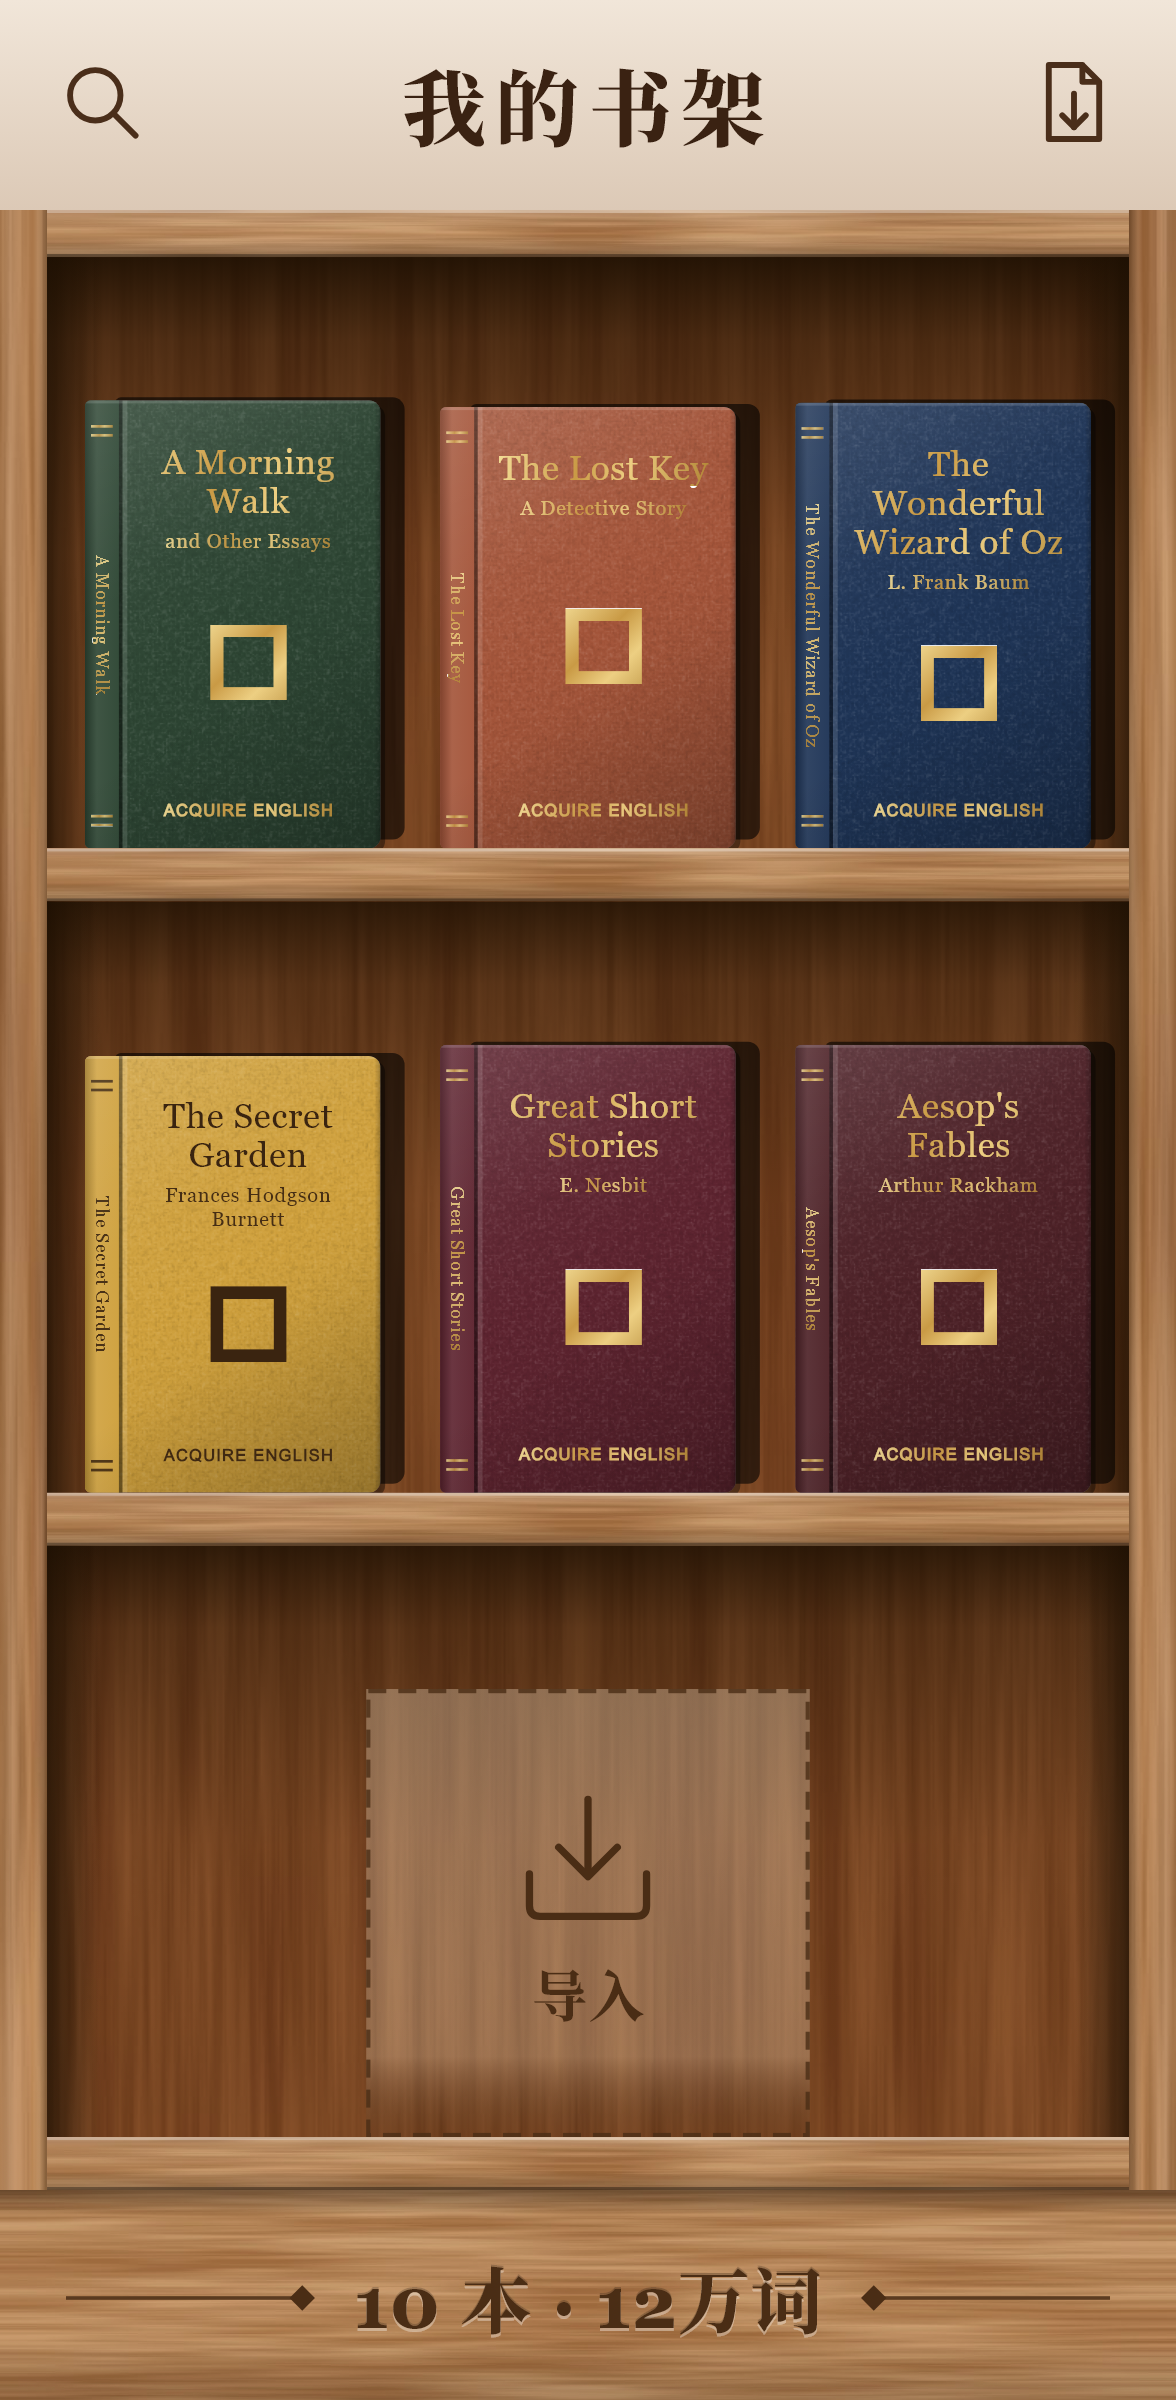 我的书架
A Morning
Walk
and Other Essays
A Morning Walk
ACQUIRE ENGLISH
The Lost Key
A Detective Story
The Lost Key
ACQUIRE ENGLISH
The
Wonderful
Wizard of Oz
L. Frank Baum
The Wonderful Wizard of Oz
ACQUIRE ENGLISH
The Secret
Garden
Frances Hodgson
Burnett
The Secret Garden
ACQUIRE ENGLISH
Great Short
Stories
E. Nesbit
Great Short Stories
ACQUIRE ENGLISH
Aesop's
Fables
Arthur Rackham
Aesop's Fables
ACQUIRE ENGLISH
导入
10 本 · 12万词